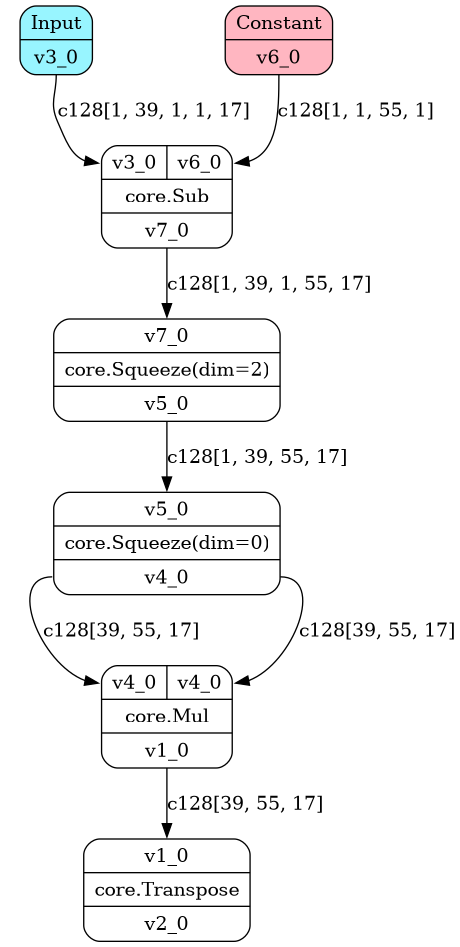 Input
v3_0
Constant
v6_0
c128[1, 39, 1, 1, 17]
c128[1, 1, 55, 1]
v3_0
v6_0
core.Sub
v7_0
c128[1, 39, 1, 55, 17]
v7_0
core.Squeeze(dim=2)
v5_0
c128[1, 39, 55, 17]
v5_0
core.Squeeze(dim=0)
v4_0
c128[39, 55, 17]
c128[39, 55, 17]
v4_0
v4_0
core.Mul
v1_0
c128[39, 55, 17]
v1_0
core.Transpose
v2_0